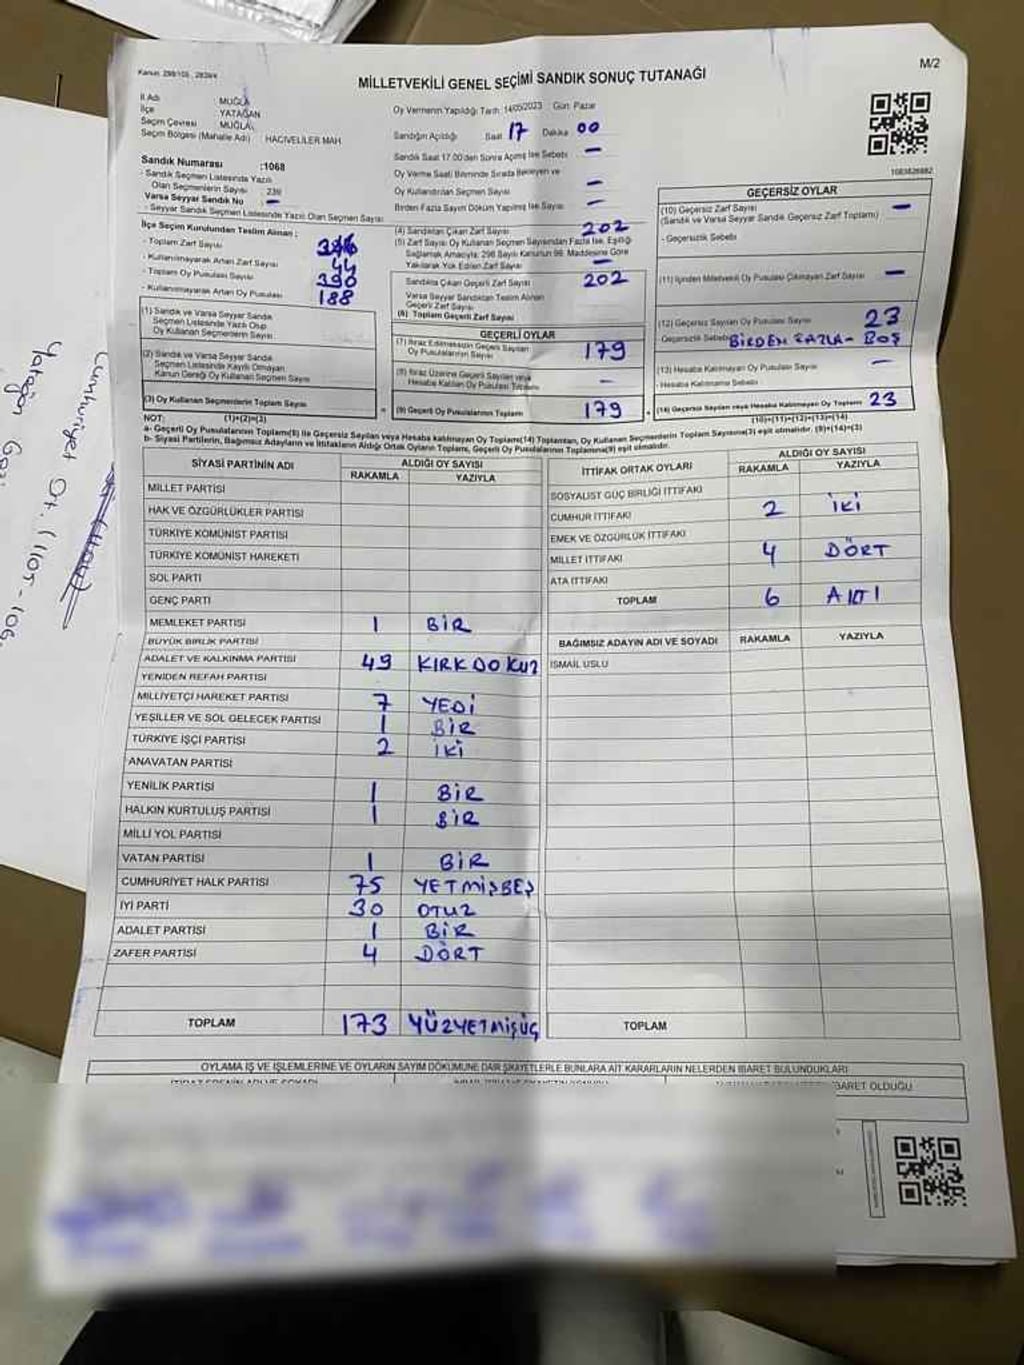 M/2
Kanun: 298/105 , 2839/4
MİLLETVEKİLİ GENEL SEÇİMİ SANDIK SONUÇ TUTANAĞI
İl Adı : MUĞLA
İlçe : YATAĞAN
Seçim Çevresi : MUĞLA
Seçim Bölgesi (Mahalle Adı) : HACIVELİLER MAH.
Oy Vermenin Yapıldığı Tarih: 14/05/2023 Gün: Pazar
Sandığın Açıldığı Saat 17 Dakika 00
Sandık Saat 17.00'den Sonra Açılmış İse Sebebi –
Oy Verme Saati Bitiminde Sırada Bekleyen ve
Oy Kullandırılan Seçmen Sayısı –
Birden Fazla Sayım Döküm Yapılmış İse Sayısı –
Sandık Numarası :1068
- Sandık Seçmen Listesinde Yazılı
Olan Seçmenlerin Sayısı
Varsa Seyyar Sandık No –
- Seyyar Sandık Seçmen Listesinde Yazılı Olan Seçmen Sayısı
İlçe Seçim Kurulundan Teslim Alınan ;
- Toplam Zarf Sayısı
- Kullanılmayarak Artan Zarf Sayısı 44
- Toplam Oy Pusulası Sayısı 390
- Kullanılmayarak Artan Oy Pusulası 188
(1) Sandık ve Varsa Seyyar Sandık
Seçmen Listesinde Yazılı Olup
Oy Kullanan Seçmenlerin Sayısı
(2) Sandık ve Varsa Seyyar Sandık
Seçmen Listesinde Kayıtlı Olmayan
Kanun Gereği Oy Kullanan Seçmen Sayısı
(3) Oy Kullanan Seçmenlerin Toplam Sayısı
(1)+(2)=(3)
(4) Sandıktan Çıkan Zarf Sayısı 202
(5) Zarf Sayısı Oy Kullanan Seçmen Sayısından Fazla İse, Eşitliği
Sağlamak Amacıyla; 298 Sayılı Kanunun 98. Maddesine Göre
Yakılarak Yok Edilen Zarf Sayısı –
Sandıkta Çıkan Geçerli Zarf Sayısı 202
Varsa Seyyar Sandıktan Teslim Alınan
Geçerli Zarf Sayısı
(6) Toplam Geçerli Zarf Sayısı
GEÇERLİ OYLAR
(7) İtiraz Edilmeksizin Geçerli Sayılan
Oy Pusulasının Sayısı 179
(8) İtiraz Üzerine Geçerli Sayılan veya
Hesaba Katılan Oy Pusulası Toplamı –
(9) Geçerli Oy Pusulalarının Toplamı 179
1083826882
GEÇERSİZ OYLAR
(10) Geçersiz Zarf Sayısı –
(Sandık ve Varsa Seyyar Sandık Geçersiz Zarf Toplamı)
- Geçersizlik Sebebi
(11) İçinden Milletvekili Oy Pusulası Çıkmayan Zarf Sayısı –
(12) Geçersiz Sayılan Oy Pusulası Sayısı 23
- Geçersizlik Sebebi BİRDEN FAZLA - BOŞ
(13) Hesaba Katılmayan Oy Pusulası Sayısı –
- Hesaba Katılmama Sebebi
(14) Geçersiz Sayılan veya Hesaba Katılmayan Oy Toplamı 23
(10)+(11)+(12)+(13)=(14)
NOT:
a- Geçerli Oy Pusulalarının Toplamı(9) ile Geçersiz Sayılan veya Hesaba katılmayan Oy Toplamı(14) Toplamları, Oy Kullanan Seçmenlerin Toplam Sayısına(3) eşit olmalıdır. (9)+(14)=(3)
b- Siyasi Partilerin, Bağımsız Adayların ve İttifakların Aldığı Ortak Oyların Toplamı, Geçerli Oy Pusulalarının Toplamına(9) eşit olmalıdır.
SİYASİ PARTİNİN ADI ALDIĞI OY SAYISI
RAKAMLA YAZIYLA
MİLLET PARTİSİ
HAK VE ÖZGÜRLÜKLER PARTİSİ
TÜRKİYE KOMÜNİST PARTİSİ
TÜRKİYE KOMÜNİST HAREKETİ
SOL PARTİ
GENÇ PARTİ
MEMLEKET PARTİSİ 1 BİR
BÜYÜK BİRLİK PARTİSİ
ADALET VE KALKINMA PARTİSİ 49 KIRKDOKUZ
YENİDEN REFAH PARTİSİ
MİLLİYETÇİ HAREKET PARTİSİ 7 YEDİ
YEŞİLLER VE SOL GELECEK PARTİSİ 1 BİR
TÜRKİYE İŞÇİ PARTİSİ 2 İKİ
ANAVATAN PARTİSİ
YENİLİK PARTİSİ 1 BİR
HALKIN KURTULUŞ PARTİSİ 1 BİR
MİLLİ YOL PARTİSİ
VATAN PARTİSİ 1 BİR
CUMHURİYET HALK PARTİSİ 75 YETMİŞBEŞ
İYİ PARTİ 30 OTUZ
ADALET PARTİSİ 1 BİR
ZAFER PARTİSİ 4 DÖRT
TOPLAM 173 YÜZYETMİŞÜÇ
İTTİFAK ORTAK OYLARI ALDIĞI OY SAYISI
RAKAMLA YAZIYLA
SOSYALİST GÜÇ BİRLİĞİ İTTİFAKI
CUMHUR İTTİFAKI 2 İKİ
EMEK VE ÖZGÜRLÜK İTTİFAKI
MİLLET İTTİFAKI 4 DÖRT
ATA İTTİFAKI
TOPLAM 6 ALTI
BAĞIMSIZ ADAYIN ADI VE SOYADI RAKAMLA YAZIYLA
İSMAİL USLU
TOPLAM
OYLAMA İŞ VE İŞLEMLERİNE VE OYLARIN SAYIM DÖKÜMÜNE DAİR ŞİKAYETLERLE BUNLARA AİT KARARLARIN NELERDEN İBARET BULUNDUKLARI
İBARET OLDUĞU
Cumhuriyet Ot. (1105-106
Yatağan Gazi